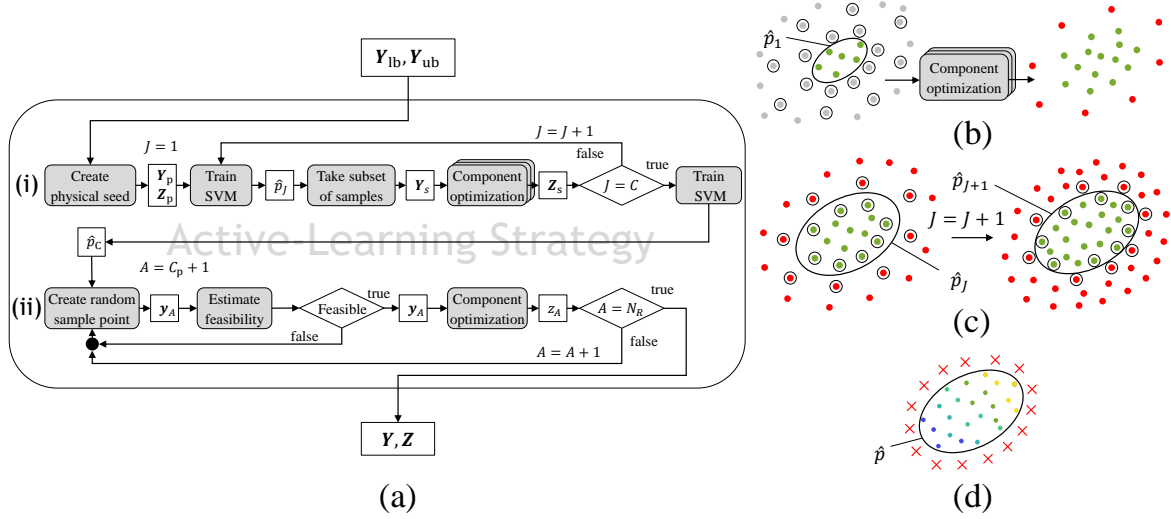 Y_lb, Y_ub
(i)
Create
physical seed
J = 1
Y_p
Z_p
Train
SVM
p̂_J
Take subset
of samples
Y_s
Component
optimization
Z_s
J = J + 1
false
J = C
true
Train
SVM
Active-Learning Strategy
p̂_C
A = C_p + 1
(ii)
Create random
sample point
y_A
Estimate
feasibility
Feasible
true
false
y_A
Component
optimization
z_A
A = N_R
true
false
A = A + 1
Y, Z
(a)
p̂_1
Component
optimization
(b)
p̂_J+1
J = J + 1
p̂_J
(c)
p̂
(d)